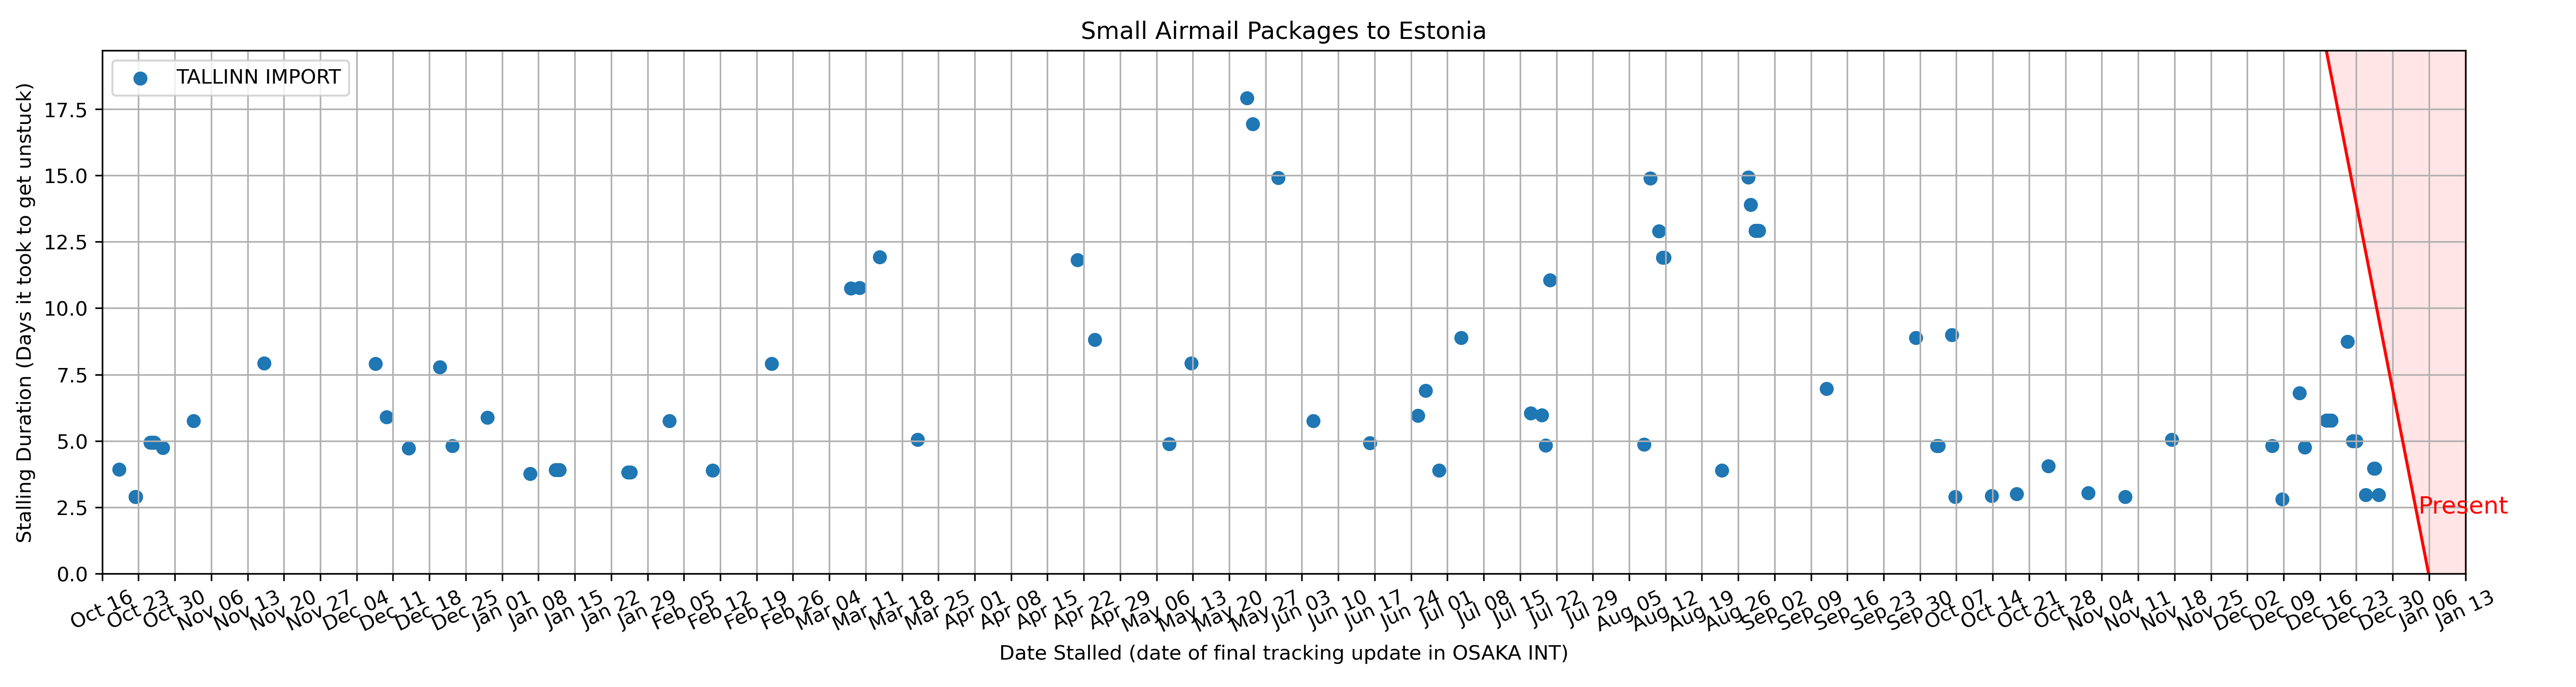 Small Airmail Packages to Estonia
TALLINN IMPORT
Stalling Duration (Days it took to get unstuck)
17.5
15.0
12.5
10.0
7.5
5.0
2.5
0.0
Present
Oct 16 Oct 23 Oct 30 Nov 06 Nov 13 Nov 20 Nov 27 Dec 04 Dec 11 Dec 18 Dec 25 Jan 01 Jan 08 Jan 15 Jan 22 Jan 29 Feb 05 Feb 12 Feb 19 Feb 26 Mar 04 Mar 11 Mar 18 Mar 25 Apr 01 Apr 08 Apr 15 Apr 22 Apr 29 May 06 May 13 May 20 May 27 Jun 03 Jun 10 Jun 17 Jun 24 Jul 01 Jul 08 Jul 15 Jul 22 Jul 29 Aug 05 Aug 12 Aug 19 Aug 26 Sep 02 Sep 09 Sep 16 Sep 23 Sep 30 Oct 07 Oct 14 Oct 21 Oct 28 Nov 04 Nov 11 Nov 18 Nov 25 Dec 02 Dec 09 Dec 16 Dec 23 Dec 30 Jan 06 Jan 13
Date Stalled (date of final tracking update in OSAKA INT)